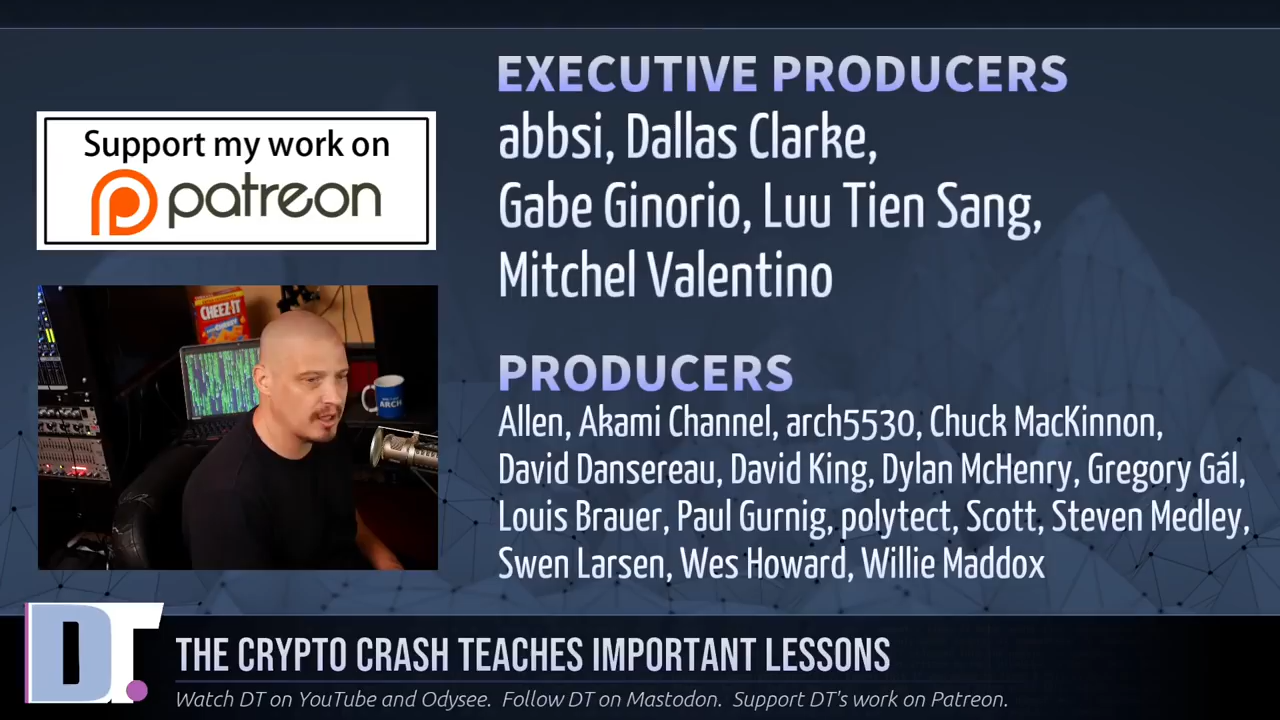 EXECUTIVE PRODUCERS
abbsi, Dallas Clarke,
Gabe Ginorio, Luu Tien Sang,
Mitchel Valentino
Support my work on
patreon
CHEEZ-IT
ARCH
PRODUCERS
Allen, Akami Channel, arch5530, Chuck MacKinnon,
David Dansereau, David King, Dylan McHenry, Gregory Gál,
Louis Brauer, Paul Gurnig, polytect, Scott, Steven Medley,
Swen Larsen, Wes Howard, Willie Maddox
DT.
THE CRYPTO CRASH TEACHES IMPORTANT LESSONS
Watch DT on YouTube and Odysee. Follow DT on Mastodon. Support DT's work on Patreon.